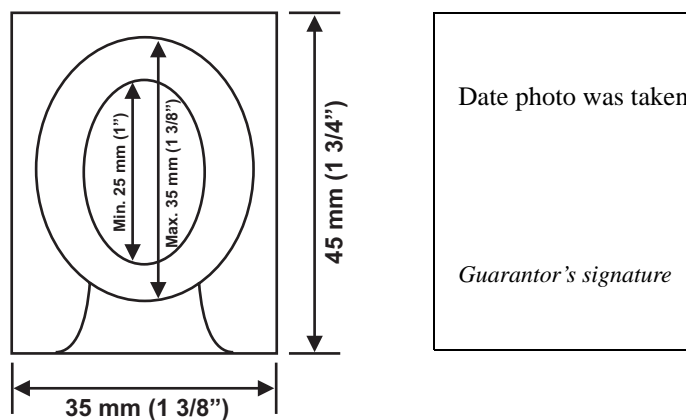 Min. 25 mm (1”)
Max. 35 mm (1 3/8”)
45 mm (1 3/4”)
35 mm (1 3/8”)
Date photo was taken
Guarantor’s signature